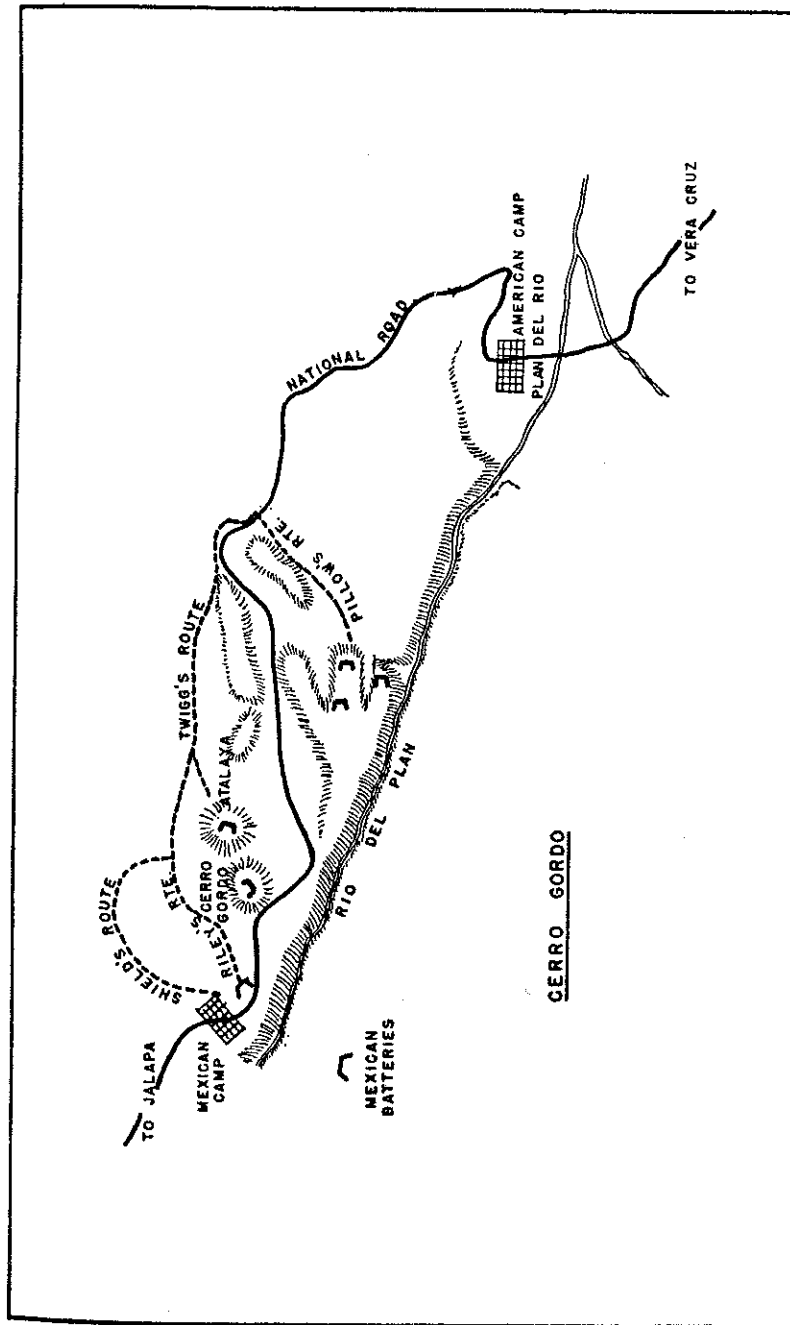 TO JALAPA
MEXICAN
CAMP
SHIELD'S ROUTE
RILEY'S RTE.
CERRO
GORDO
ATALAYA
TWIGG'S ROUTE
PILLOW'S RTE.
NATIONAL ROAD
AMERICAN CAMP
PLAN DEL RIO
TO VERA CRUZ
RIO DEL PLAN
MEXICAN
BATTERIES
CERRO GORDO